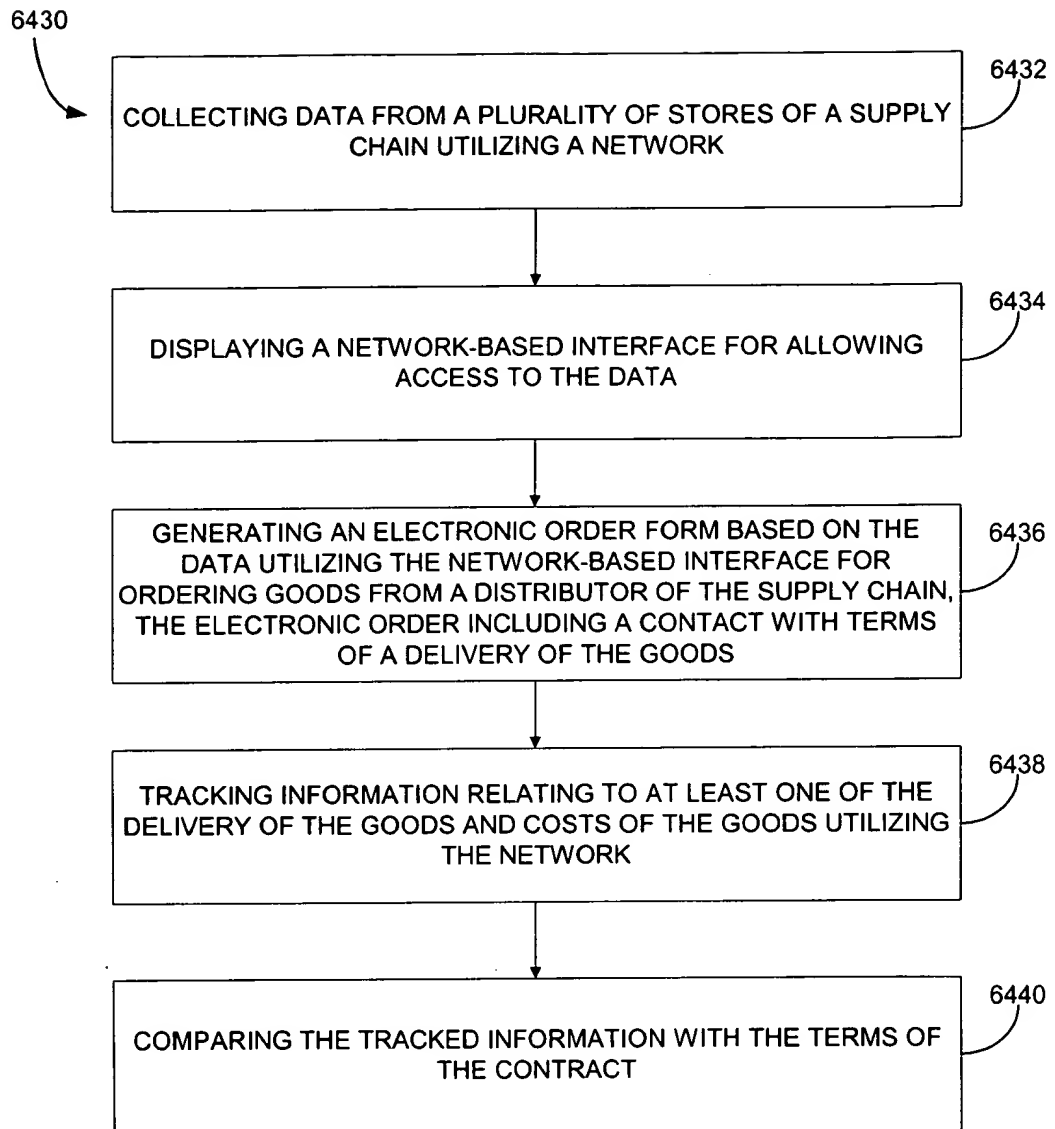 6430
6432
COLLECTING DATA FROM A PLURALITY OF STORES OF A SUPPLY
CHAIN UTILIZING A NETWORK
6434
DISPLAYING A NETWORK-BASED INTERFACE FOR ALLOWING
ACCESS TO THE DATA
6436
GENERATING AN ELECTRONIC ORDER FORM BASED ON THE
DATA UTILIZING THE NETWORK-BASED INTERFACE FOR
ORDERING GOODS FROM A DISTRIBUTOR OF THE SUPPLY CHAIN,
THE ELECTRONIC ORDER INCLUDING A CONTACT WITH TERMS
OF A DELIVERY OF THE GOODS
6438
TRACKING INFORMATION RELATING TO AT LEAST ONE OF THE
DELIVERY OF THE GOODS AND COSTS OF THE GOODS UTILIZING
THE NETWORK
6440
COMPARING THE TRACKED INFORMATION WITH THE TERMS OF
THE CONTRACT